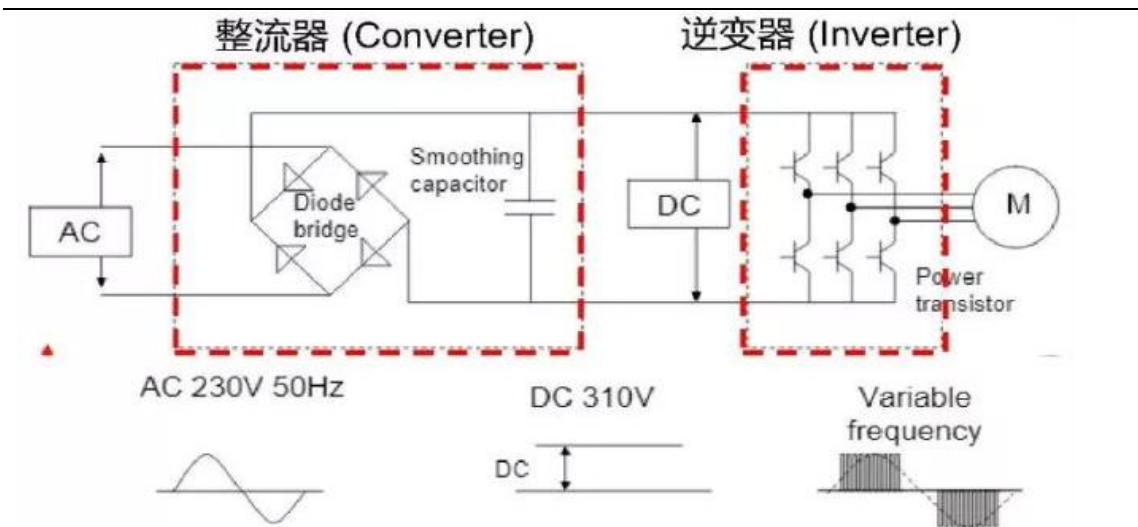 整流器 (Converter)
逆变器 (Inverter)
Smoothing
capacitor
Diode
bridge
AC
DC
M
Power
transistor
AC 230V 50Hz
DC 310V
Variable
frequency
DC